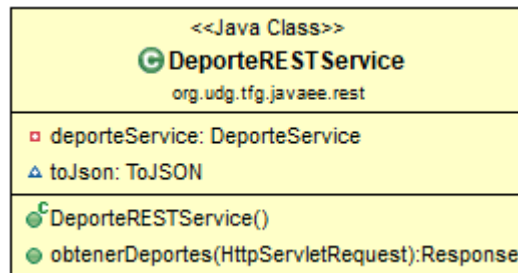 <<Java Class>>
DeporteRESTService
org.udg.tfg.javaee.rest
deporteService: DeporteService
toJson: ToJSON
DeporteRESTService()
obtenerDeportes(HttpServletRequest):Response